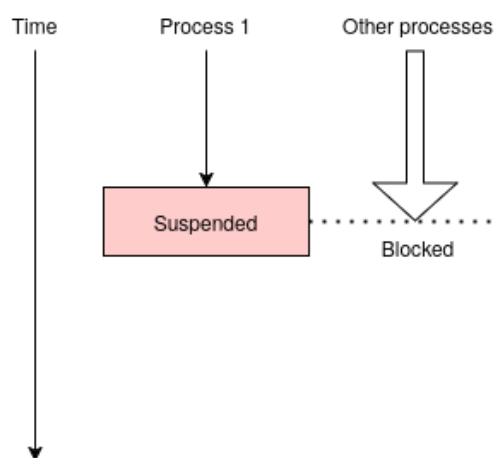 Time
Process 1
Other processes
Suspended
Blocked